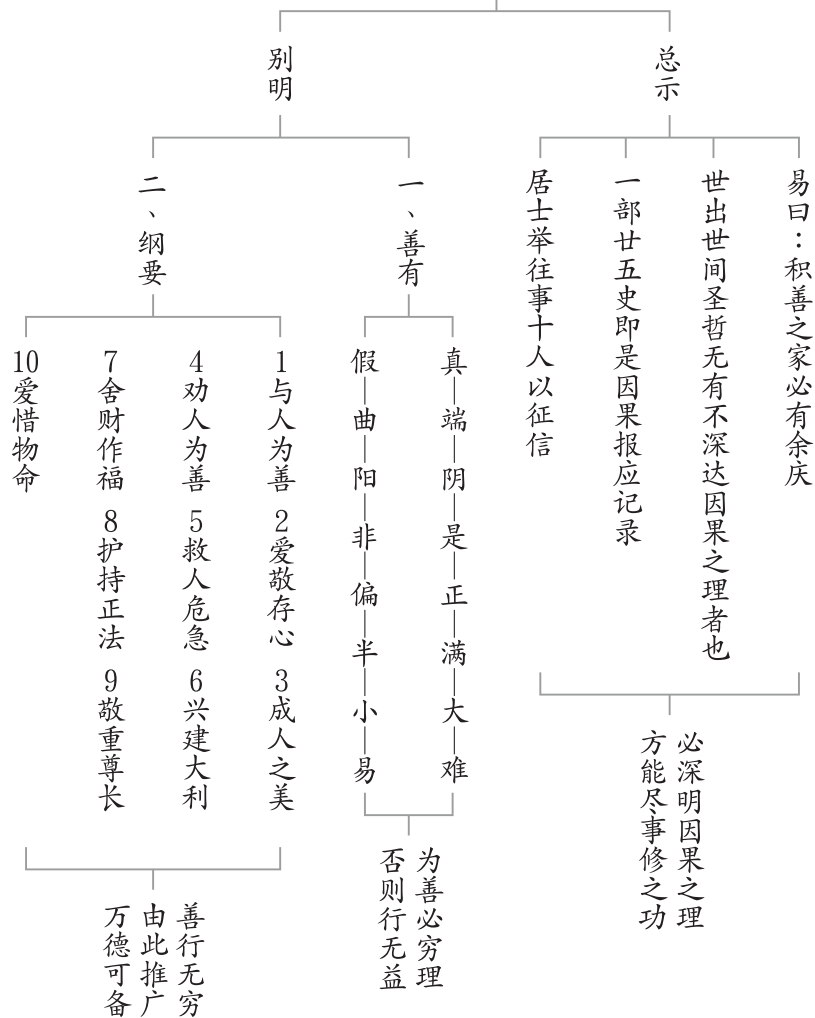 总示
易曰：积善之家必有余庆
世出世间圣哲无有不深达因果之理者也
一部廿五史即是因果报应记录
居士举往事十人以征信
必深明因果之理
方能尽事修之功
别明
一、善有
真—端—阴—是—正—满—大—难
假—曲—阳—非—偏—半—小—易
为善必穷理
否则行无益
二、纲要
1与人为善 2爱敬存心 3成人之美
4劝人为善 5救人危急 6兴建大利
7舍财作福 8护持正法 9敬重尊长
10爱惜物命
善行无穷
由此推广
万德可备